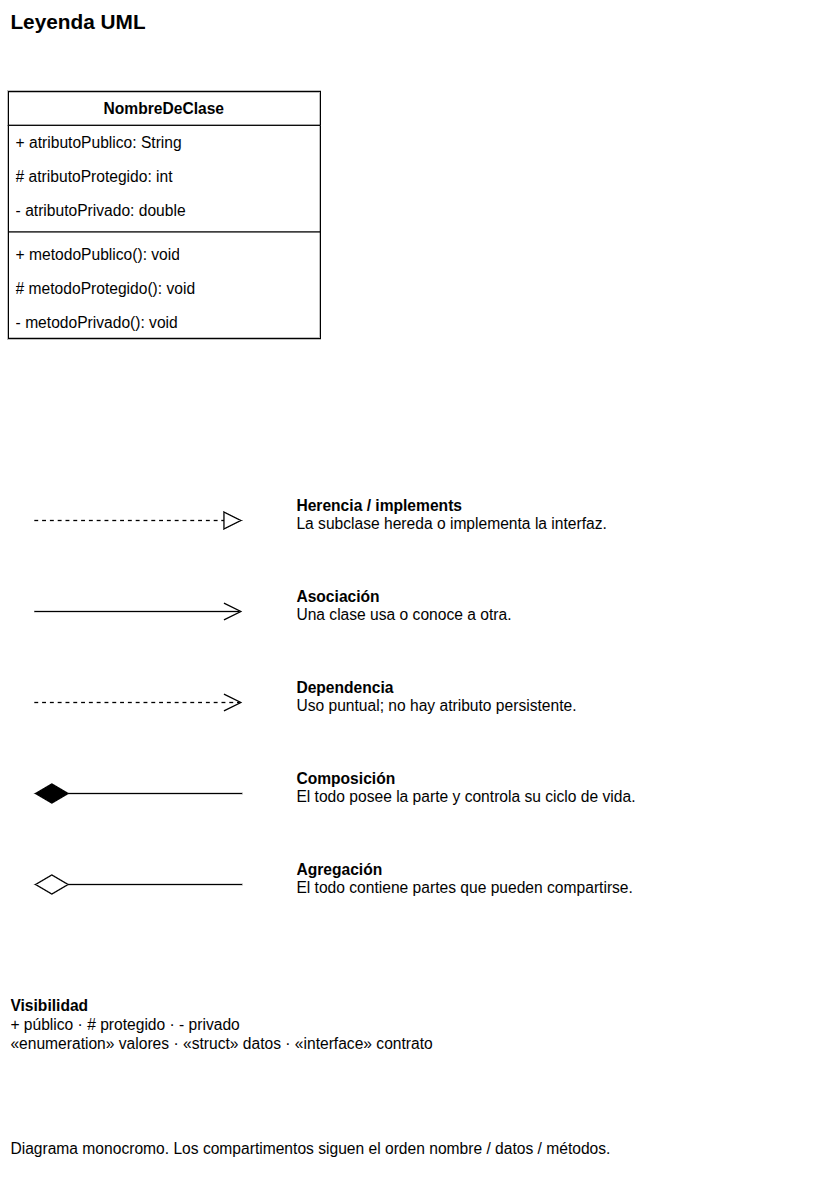 Leyenda UML
NombreDeClase
+ atributoPublico: String
# atributoProtegido: int
- atributoPrivado: double
+ metodoPublico(): void
# metodoProtegido(): void
- metodoPrivado(): void
Herencia / implements
La subclase hereda o implementa la interfaz.
Asociación
Una clase usa o conoce a otra.
Dependencia
Uso puntual; no hay atributo persistente.
Composición
El todo posee la parte y controla su ciclo de vida.
Agregación
El todo contiene partes que pueden compartirse.
Visibilidad
+ público · # protegido · - privado
«enumeration» valores · «struct» datos · «interface» contrato
Diagrama monocromo. Los compartimentos siguen el orden nombre / datos / métodos.